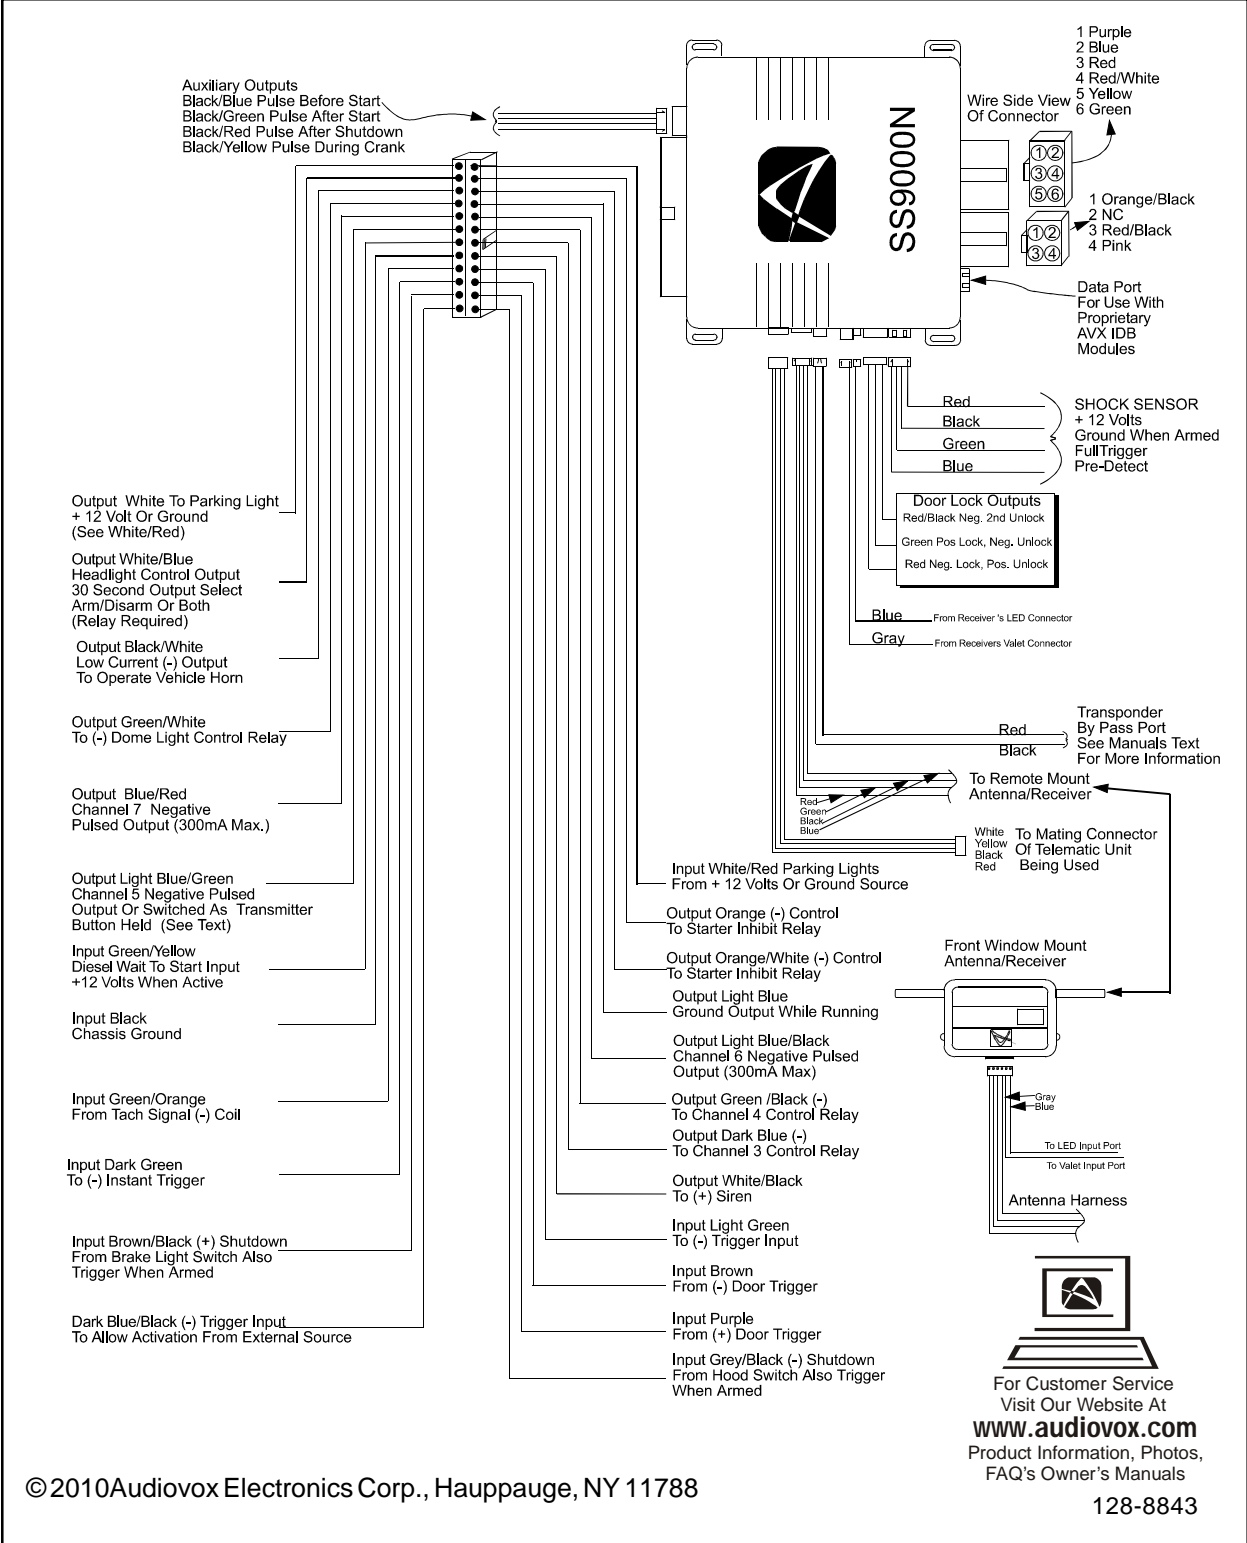 Auxiliary Outputs
Black/Blue Pulse Before Start
Black/Green Pulse After Start
Black/Red Pulse After Shutdown
Black/Yellow Pulse During Crank
SS9000N
1 Purple
2 Blue
3 Red
4 Red/White
5 Yellow
6 Green
Wire Side View
Of Connector
1 2
3 4
5 6
1 Orange/Black
2 NC
3 Red/Black
4 Pink
1 2
3 4
Data Port
For Use With
Proprietary
AVX IDB
Modules
Red
Black
Green
Blue
SHOCK SENSOR
+ 12 Volts
Ground When Armed
FullTrigger
Pre-Detect
Door Lock Outputs
Red/Black Neg. 2nd Unlock
Green Pos Lock, Neg. Unlock
Red Neg. Lock, Pos. Unlock
Blue
From Receiver 's LED Connector
Gray
From Receivers Valet Connector
Red
Black
Transponder
By Pass Port
See Manuals Text
For More Information
To Remote Mount
Antenna/Receiver
Red
Green
Black
Blue
White
Yellow
Black
Red
To Mating Connector
Of Telematic Unit
Being Used
Output White To Parking Light
+ 12 Volt Or Ground
(See White/Red)
Output White/Blue
Headlight Control Output
30 Second Output Select
Arm/Disarm Or Both
(Relay Required)
Output Black/White
Low Current (-) Output
To Operate Vehicle Horn
Output Green/White
To (-) Dome Light Control Relay
Output Blue/Red
Channel 7 Negative
Pulsed Output (300mA Max.)
Output Light Blue/Green
Channel 5 Negative Pulsed
Output Or Switched As Transmitter
Button Held (See Text)
Input Green/Yellow
Diesel Wait To Start Input
+12 Volts When Active
Input Black
Chassis Ground
Input Green/Orange
From Tach Signal (-) Coil
Input Dark Green
To (-) Instant Trigger
Input Brown/Black (+) Shutdown
From Brake Light Switch Also
Trigger When Armed
Dark Blue/Black (-) Trigger Input
To Allow Activation From External Source
Input White/Red Parking Lights
From + 12 Volts Or Ground Source
Output Orange (-) Control
To Starter Inhibit Relay
Output Orange/White (-) Control
To Starter Inhibit Relay
Output Light Blue
Ground Output While Running
Output Light Blue/Black
Channel 6 Negative Pulsed
Output (300mA Max)
Output Green /Black (-)
To Channel 4 Control Relay
Output Dark Blue (-)
To Channel 3 Control Relay
Output White/Black
To (+) Siren
Input Light Green
To (-) Trigger Input
Input Brown
From (-) Door Trigger
Input Purple
From (+) Door Trigger
Input Grey/Black (-) Shutdown
From Hood Switch Also Trigger
When Armed
Front Window Mount
Antenna/Receiver
Gray
Blue
To LED Input Port
To Valet Input Port
Antenna Harness
For Customer Service
Visit Our Website At
www.audiovox.com
Product Information, Photos,
FAQ's Owner's Manuals
© 2010 Audiovox Electronics Corp., Hauppauge, NY 11788
128-8843